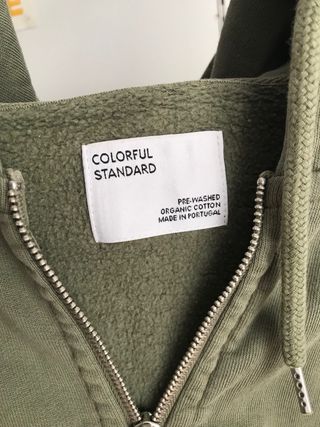 COLORFUL
STANDARD
PRE-WASHED
ORGANIC COTTON
MADE IN PORTUGAL